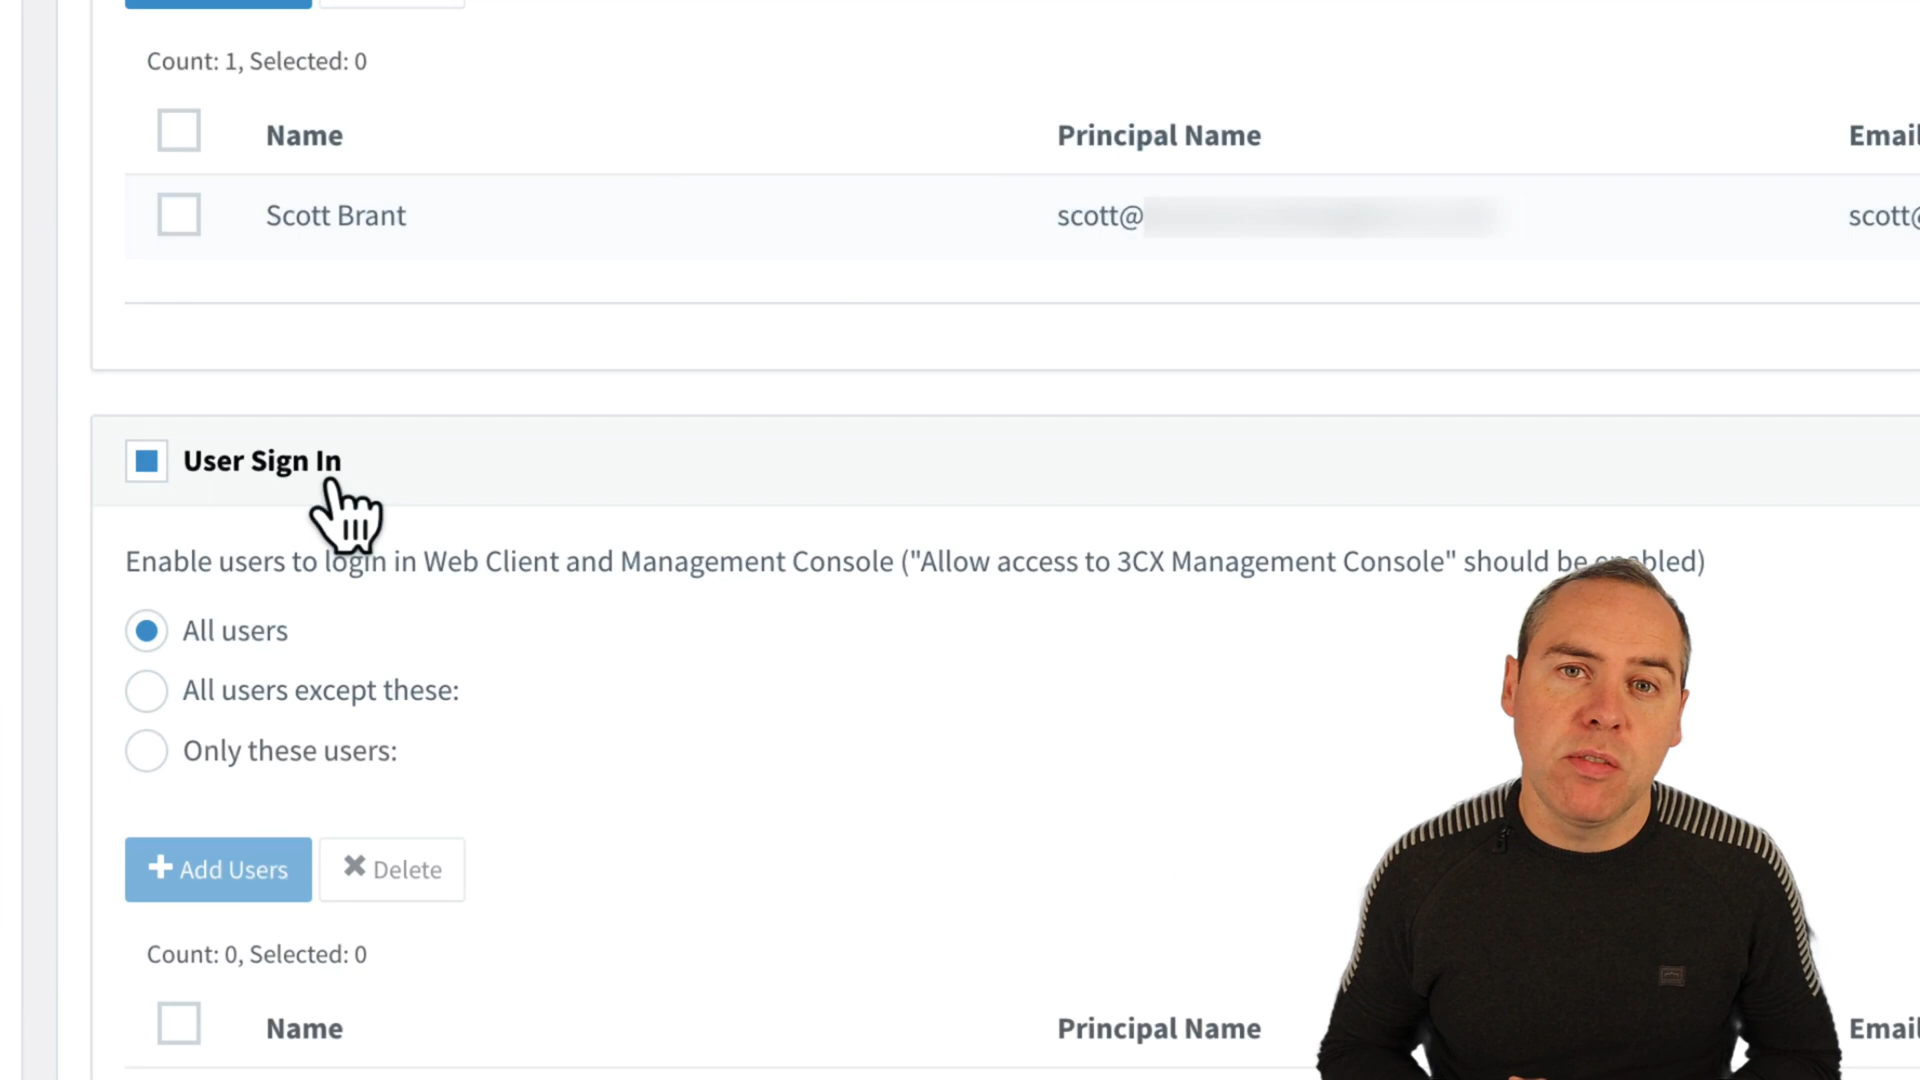 Count: 1, Selected: 0
Name Principal Name Email
Scott Brant scott@ scott@
User Sign In
Enable users to login in Web Client and Management Console ("Allow access to 3CX Management Console" should be enabled)
All users
All users except these:
Only these users:
Add Users Delete
Count: 0, Selected: 0
Name Principal Name Email